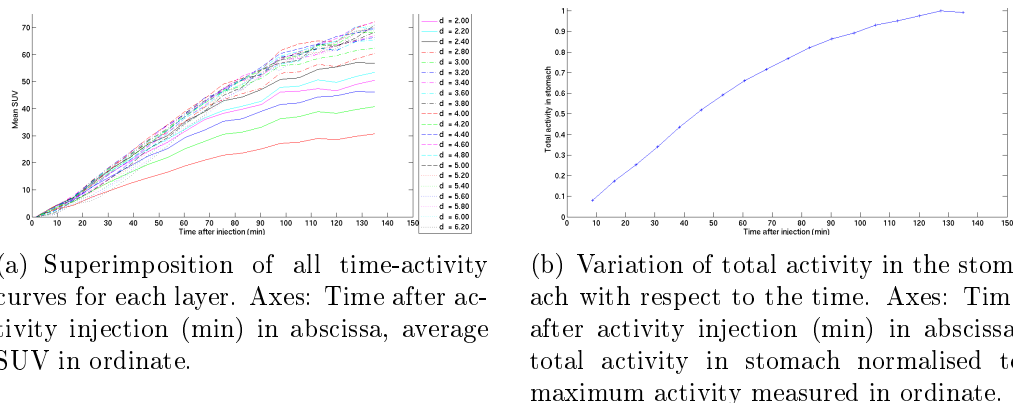 70
60
50
40
30
20
10
0
Mean SUV
0 10 20 30 40 50 60 70 80 90 100 110 120 130 140 150
Time after injection (min)
d = 2.00
d = 2.20
d = 2.40
d = 2.80
d = 3.00
d = 3.20
d = 3.40
d = 3.60
d = 3.80
d = 4.00
d = 4.20
d = 4.40
d = 4.60
d = 4.80
d = 5.00
d = 5.20
d = 5.40
d = 5.60
d = 5.80
d = 6.00
d = 6.20
(a) Superimposition of all time-activity
curves for each layer. Axes: Time after ac-
tivity injection (min) in abscissa, average
SUV in ordinate.
1
0.9
0.8
0.7
0.6
0.5
0.4
0.3
0.2
0.1
0
Total activity in stomach
0 10 20 30 40 50 60 70 80 90 100 110 120 130 140 150
Time after injection (min)
(b) Variation of total activity in the stom
ach with respect to the time. Axes: Tim
after activity injection (min) in abscissa
total activity in stomach normalised to
maximum activity measured in ordinate.